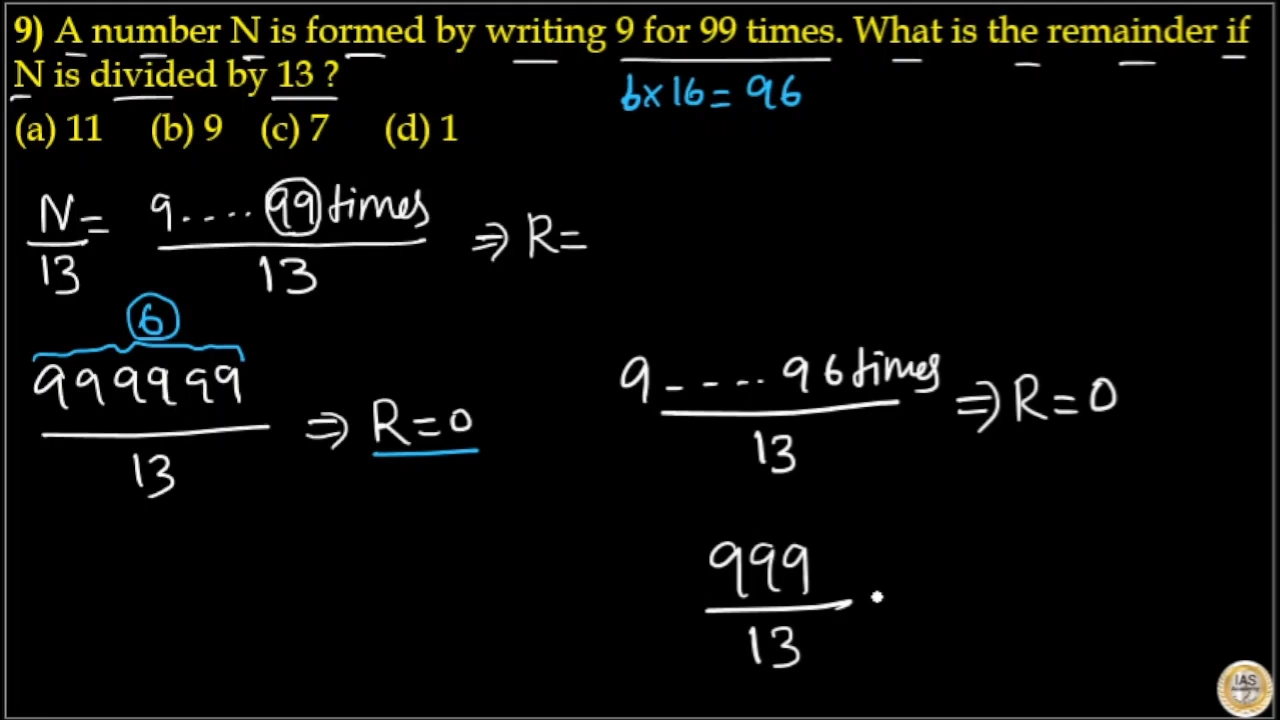 9) A number N is formed by writing 9 for 99 times. What is the remainder if
N is divided by 13 ?
6 x 16 = 96
(a) 11 (b) 9 (c) 7 (d) 1
N/13 = 9....99 times/13 ⇒ R=
6
999999/13 ⇒ R=0
9----96 times/13 ⇒ R=0
999/13
IAS